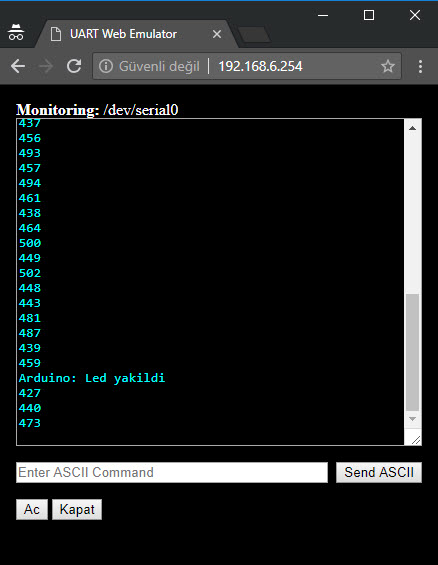 UART Web Emulator
Güvenli değil
192.168.6.254
Monitoring: /dev/serial0
437
456
493
457
494
461
438
464
500
449
502
448
443
481
487
439
459
Arduino: Led yakildi
427
440
473
Enter ASCII Command
Send ASCII
Ac
Kapat